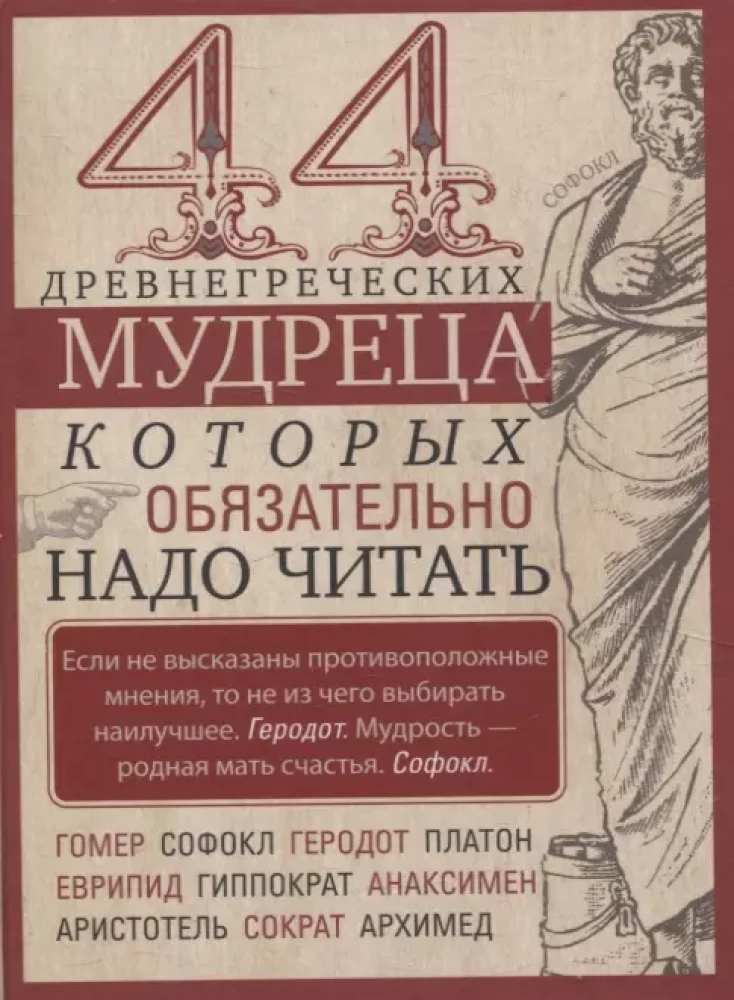 44
СОФОКЛ
ДРЕВНЕГРЕЧЕСКИХ
МУДРЕЦА
КОТОРЫХ
ОБЯЗАТЕЛЬНО
НАДО ЧИТАТЬ
Если не высказаны противоположные
мнения, то не из чего выбирать
наилучшее. Геродот. Мудрость —
родная мать счастья. Софокл.
ГОМЕР СОФОКЛ ГЕРОДОТ ПЛАТОН
ЕВРИПИД ГИППОКРАТ АНАКСИМЕН
АРИСТОТЕЛЬ СОКРАТ АРХИМЕД